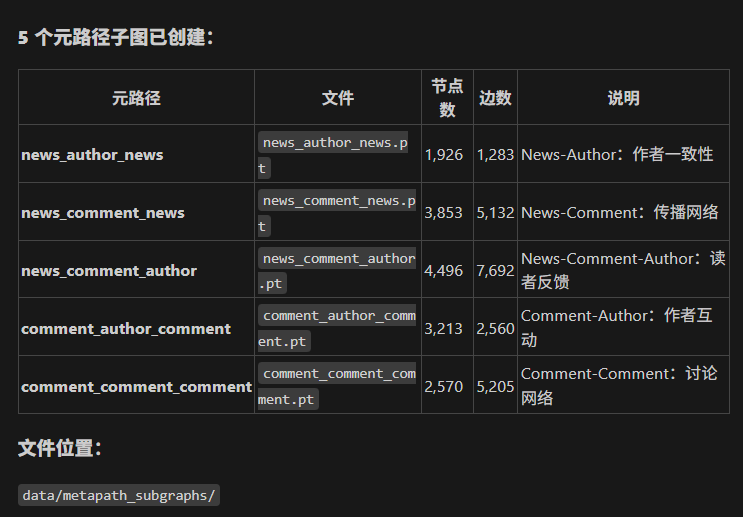 5 个元路径子图已创建：
元路径 文件 节点 边数 说明
数
news_author_news news_author_news.p 1,926 1,283 News-Author：作者一致性
t
news_comment_news news_comment_news.p 3,853 5,132 News-Comment：传播网络
t
news_comment_author news_comment_author 4,496 7,692 News-Comment-Author：读
.pt 者反馈
comment_author_comment comment_author_comm 3,213 2,560 Comment-Author：作者互
ent.pt 动
comment_comment_comment comment_comment_com 2,570 5,205 Comment-Comment：讨论
ment.pt 网络
文件位置：
data/metapath_subgraphs/